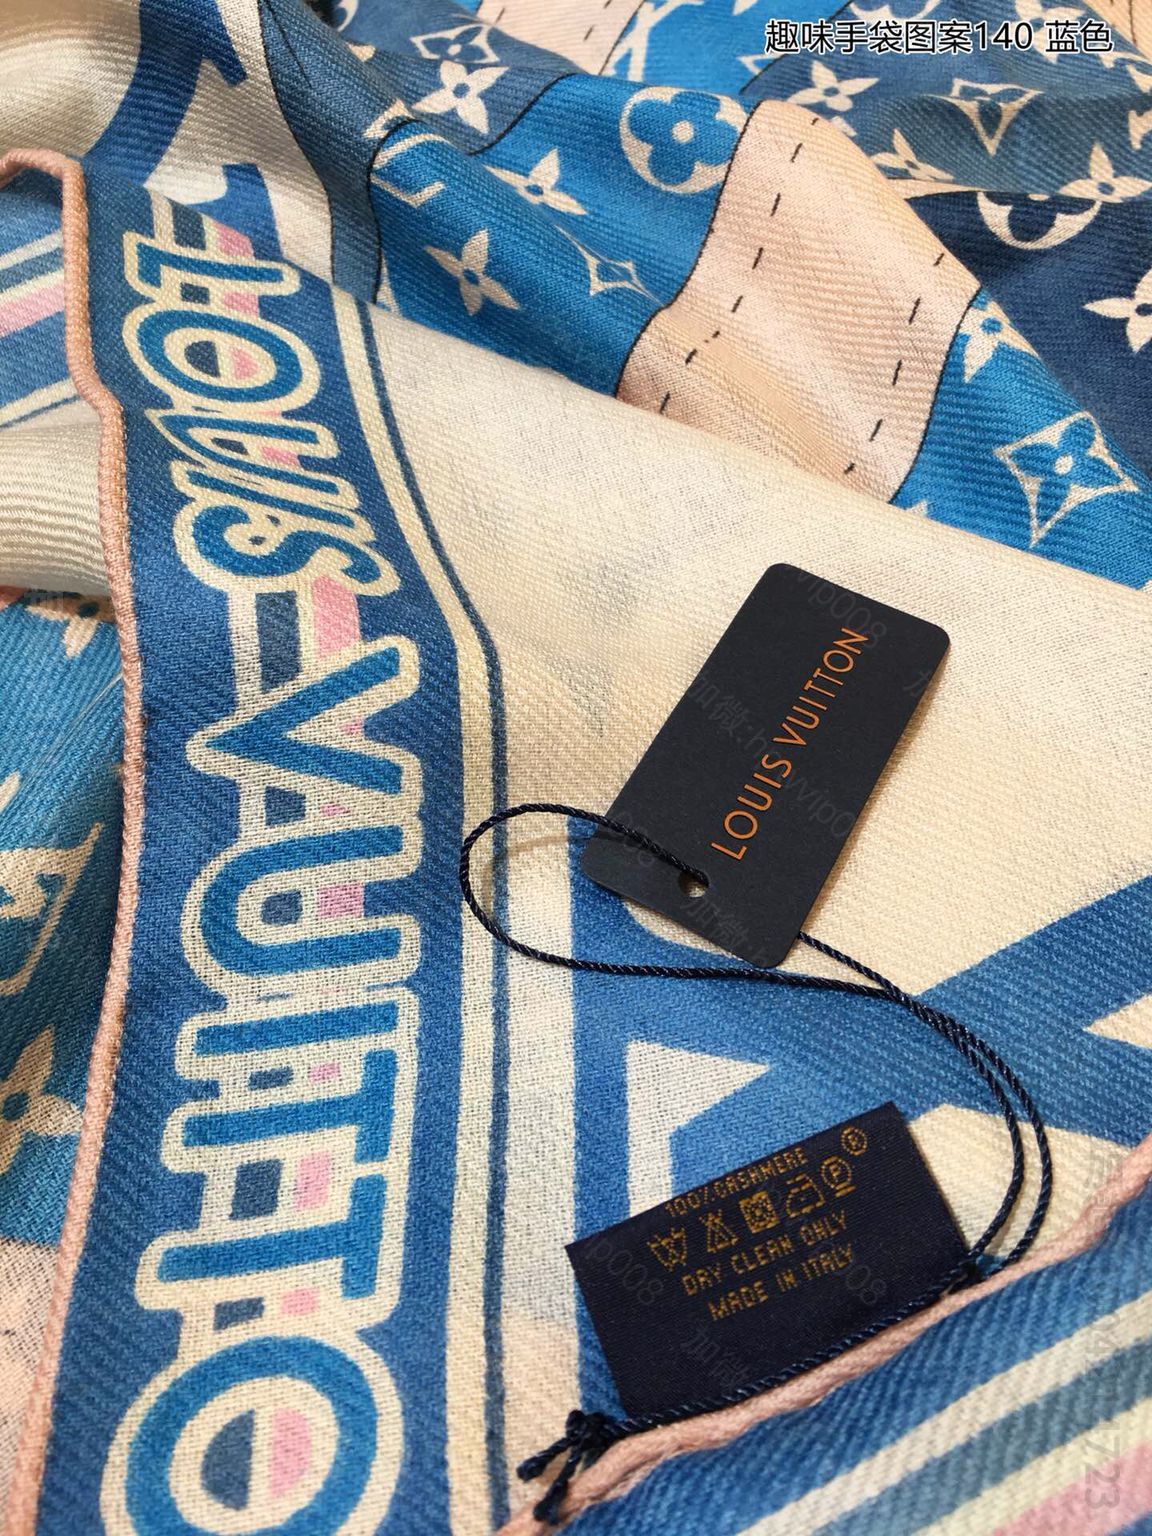 趣味手袋图案140 蓝色
LOUIS VUITTO
LOUIS VUITTON
100% CASHMERE
DRY CLEAN ONLY
MADE IN ITALY